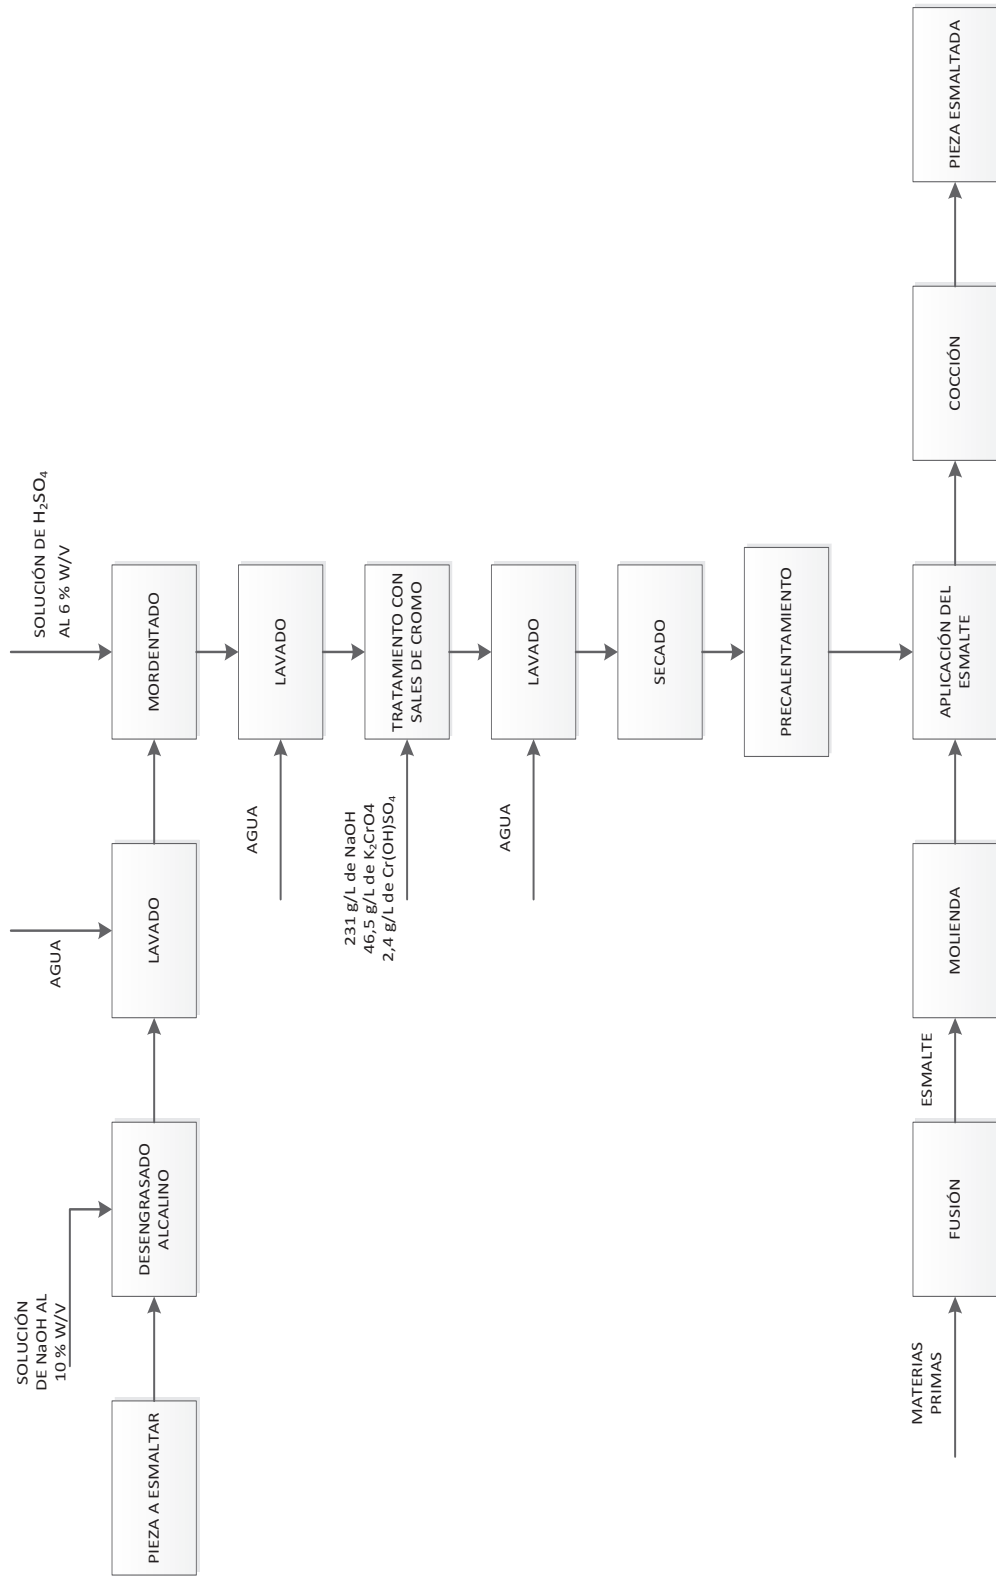 SOLUCIÓN
DE NaOH AL
10 % W/V
AGUA
SOLUCIÓN DE H₂SO₄
AL 6 % W/V
PIEZA A ESMALTAR
DESENGRASADO
ALCALINO
LAVADO
MORDENTADO
AGUA
LAVADO
231 g/L de NaOH
46,5 g/L de K₂CrO4
2,4 g/L de Cr(OH)SO₄
TRATAMIENTO CON
SALES DE CROMO
AGUA
LAVADO
SECADO
PRECALENTAMIENTO
MATERIAS
PRIMAS
FUSIÓN
ESMALTE
MOLIENDA
APLICACIÓN DEL
ESMALTE
COCCIÓN
PIEZA ESMALTADA